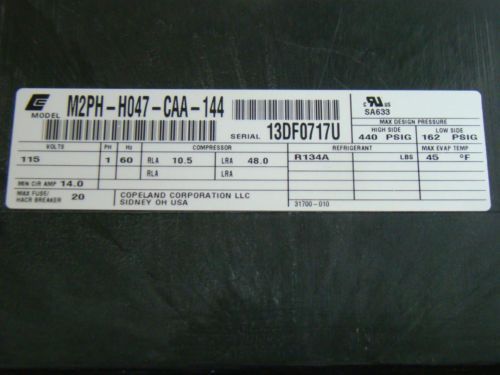 MODEL M2PH-H047-CAA-144
SERIAL 13DF0717U
c UL us
SA633
MAX DESIGN PRESSURE
HIGH SIDE LOW SIDE
440 PSIG 162 PSIG
VOLTS PH Hz COMPRESSOR REFRIGERANT MAX EVAP TEMP
115 1 60 RLA 10.5 LRA 48.0 R134A LBS 45 °F
RLA LRA
MIN CIR AMP 14.0
MAX FUSE/
HACR BREAKER 20
COPELAND CORPORATION LLC
SIDNEY OH USA
31700-010